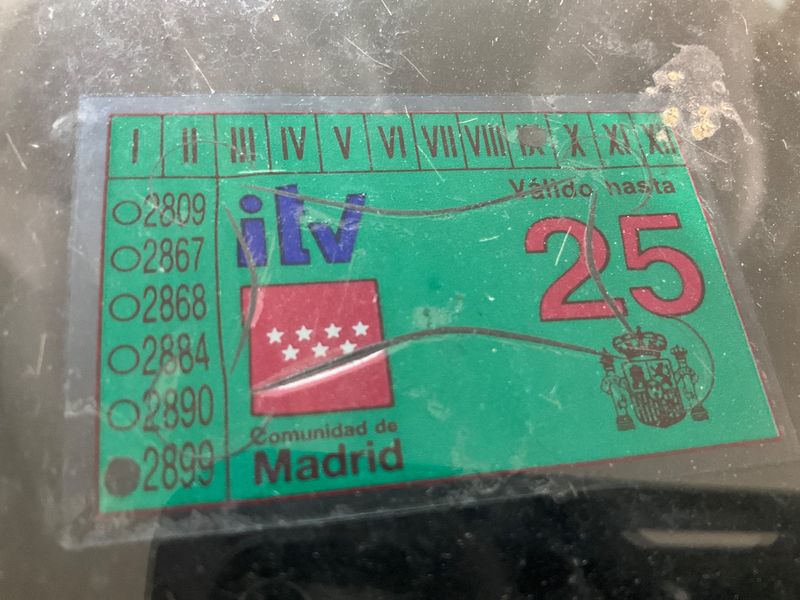 I II III IV V VI VII VIII IX X XI XII
2809
2867
2868
2884
2890
2899
itv
Válido hasta
25
Comunidad de
Madrid